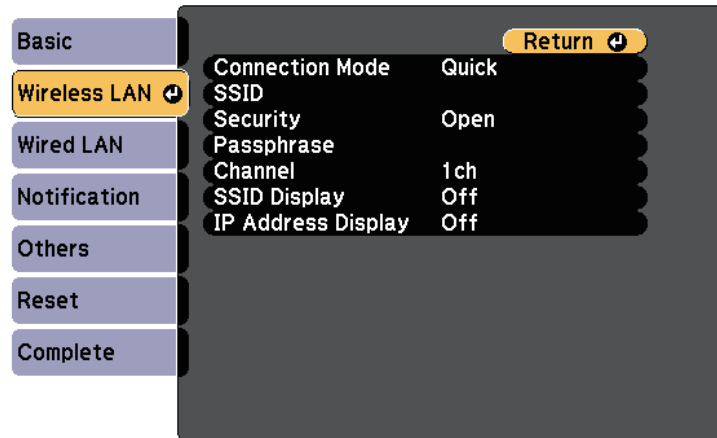 Basic
Wireless LAN
Wired LAN
Notification
Others
Reset
Complete
Return
Connection Mode Quick
SSID
Security Open
Passphrase
Channel 1ch
SSID Display Off
IP Address Display Off